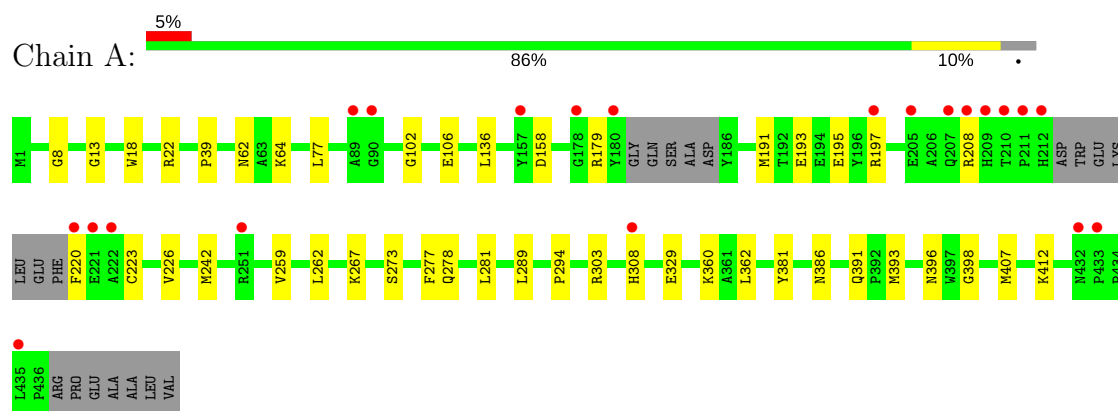 5%
Chain A:
86% 10% •
M1 G8 G13 W18 R22 P39 N62 A63 K64 L77 A89 G90 G102 E106 L136 Y157 D158 G178 R179 Y180 GLY GLN SER ALA ASP Y186 M191 T192 E193 E194 E195 Y196 R197 E205 A206 Q207 R208 H209 T210 P211 H212 ASP TRP GLU LYS
LEU GLU PHE F220 E221 A222 C223 V226 M242 R251 V259 L262 K267 S273 F277 Q278 L281 L289 P294 R303 H308 E329 K360 A361 L362 Y381 N386 Q391 P392 M393 N396 W397 G398 M407 K412 N432 P433 P434
L435 P436 ARG PRO GLU ALA ALA LEU VAL